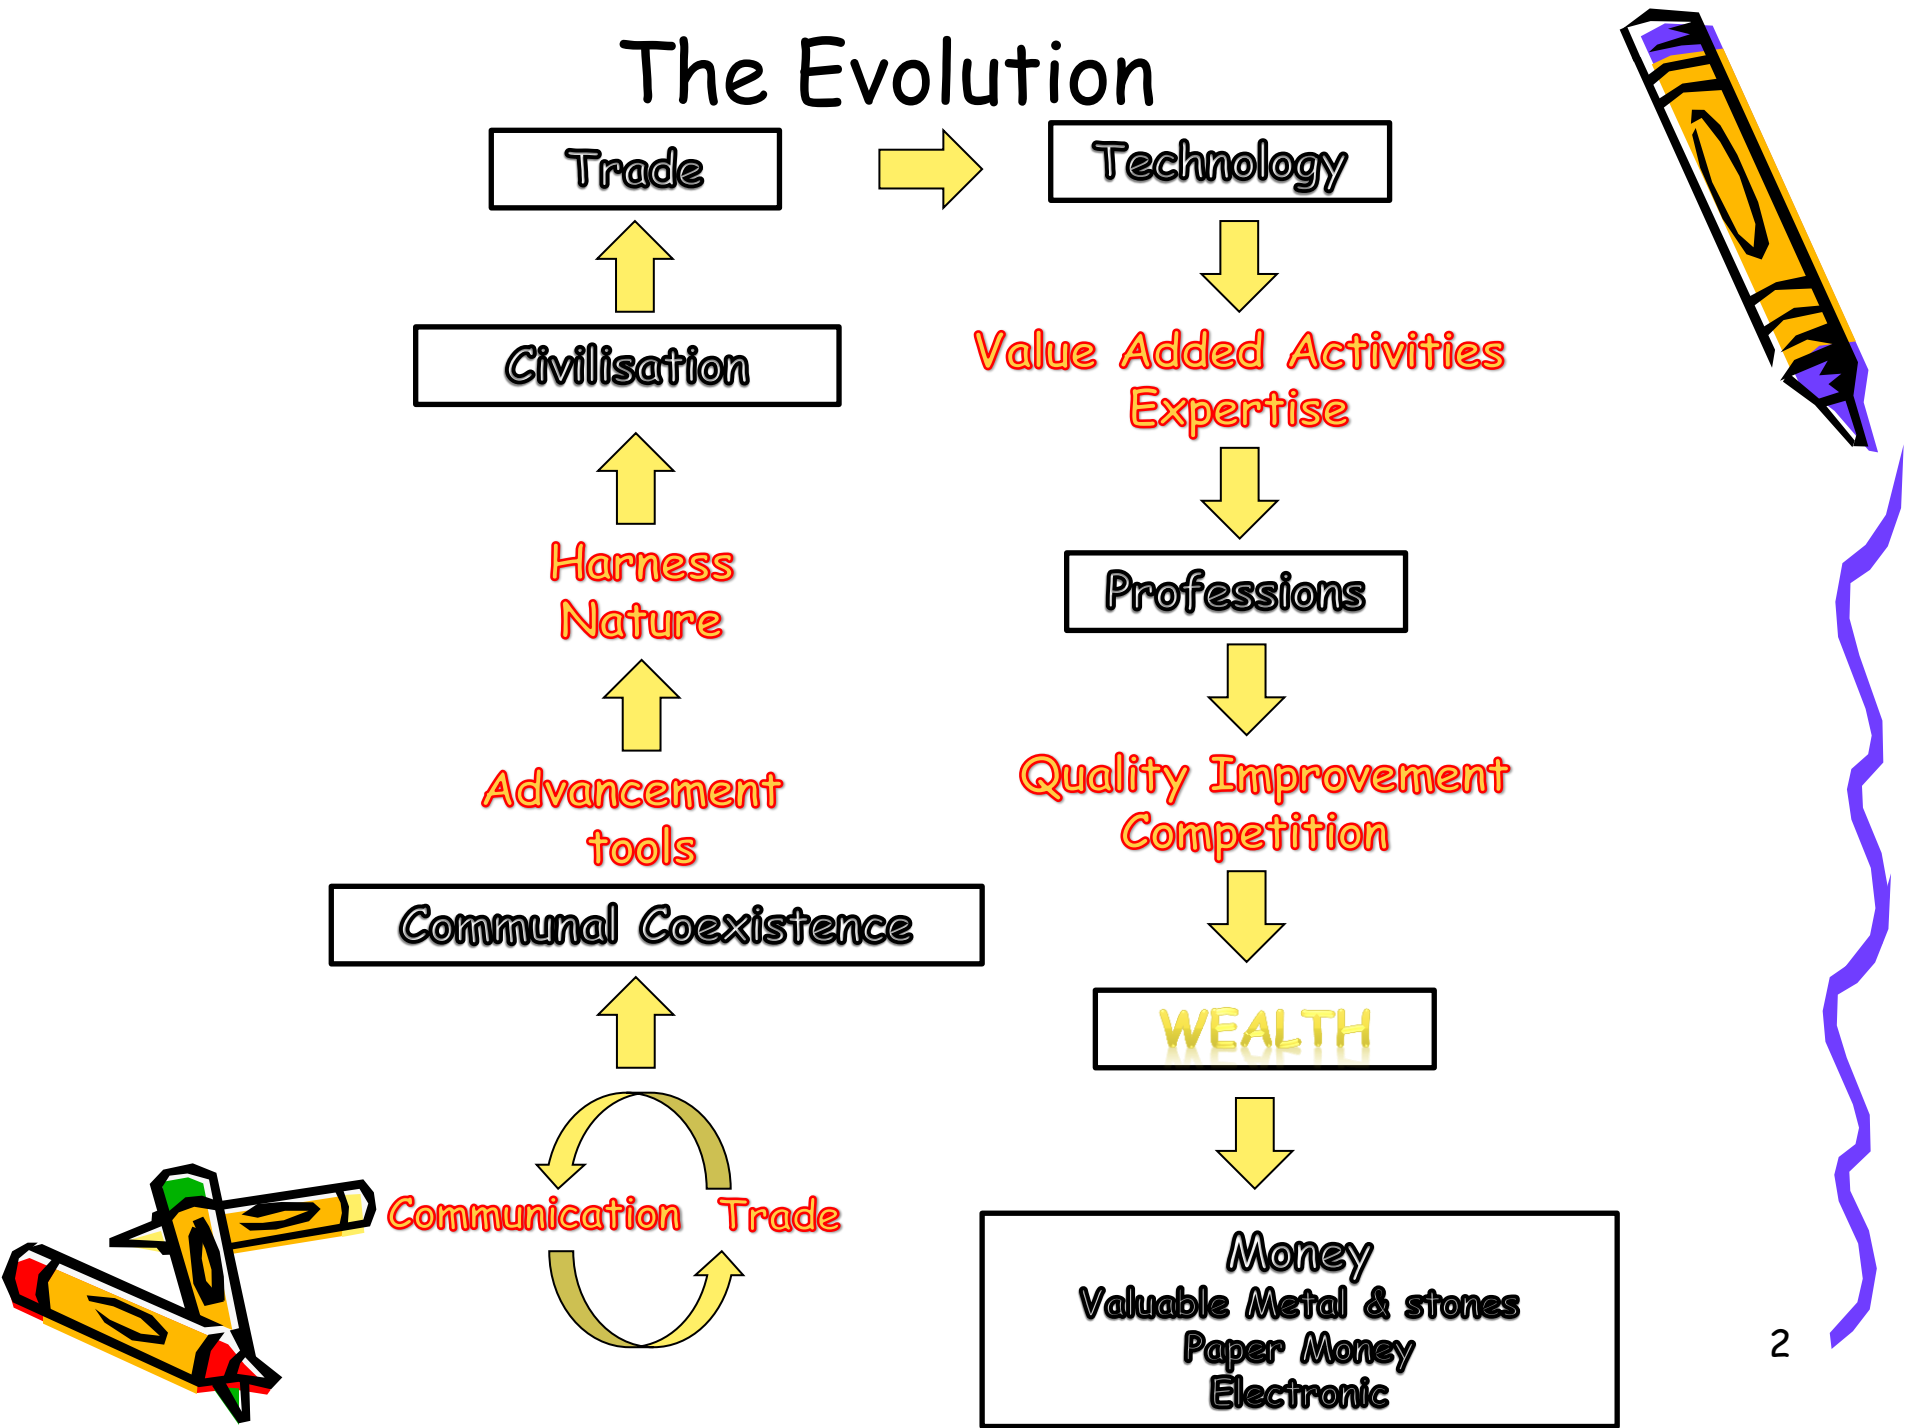 The Evolution
Trade
Technology
Civilisation
Value Added Activities
Expertise
Harness
Nature
Professions
Advancement
tools
Quality Improvement
Competition
Communal Coexistence
WEALTH
Communication
Trade
Money
Valuable Metal & stones
Paper Money
Electronic
2